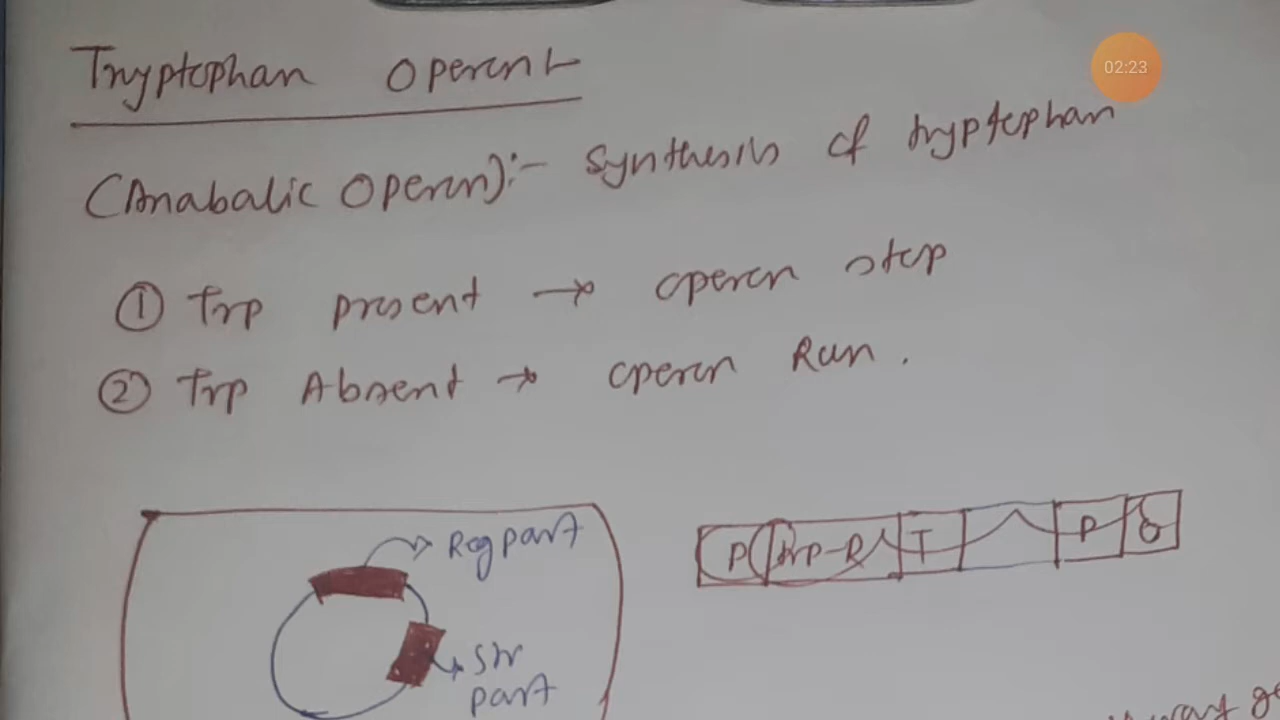 Tryptophan Operon:-
02:23
(Anabalic Operon):- Synthesis of tryptophan
① Trp present → operon stop
② Trp Absent → operon Run.
Reg part
P trp-R T P O
Str
part